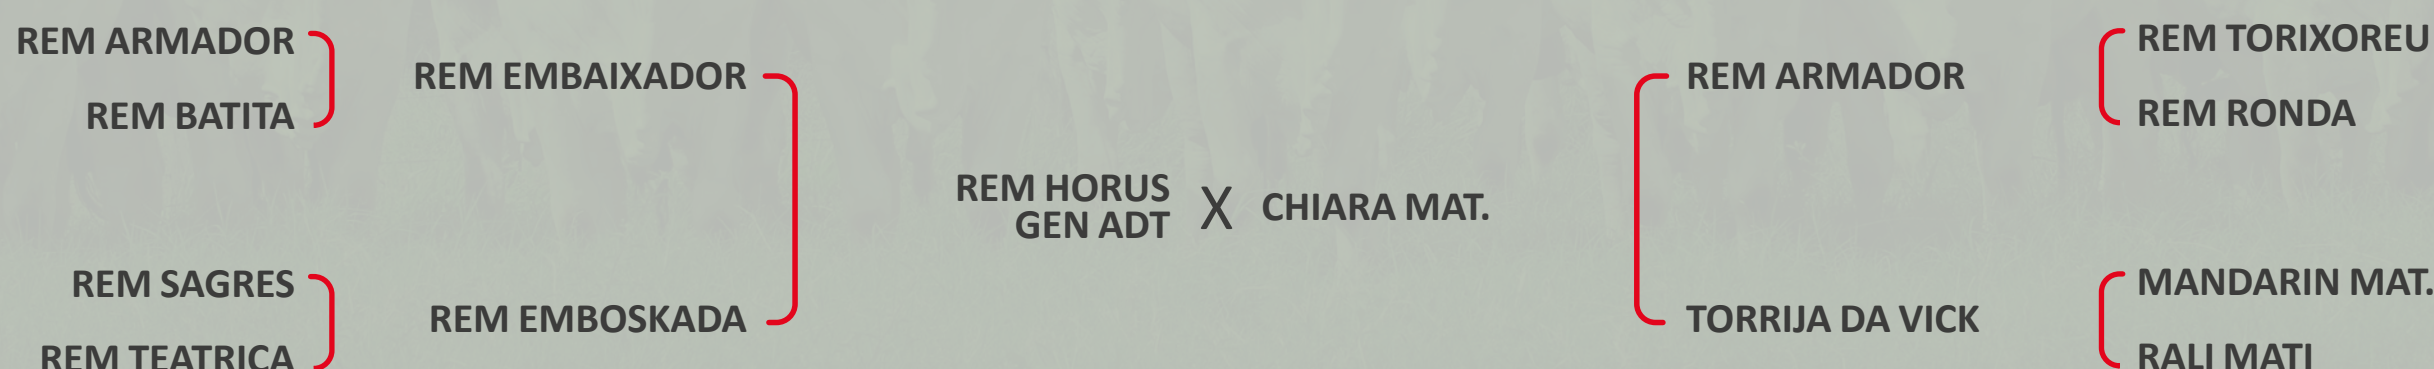 REM ARMADOR
REM BATITA
REM EMBAIXADOR
REM SAGRES
REM TEATRICA
REM EMBOSKADA
REM HORUS
GEN ADT
X
CHIARA MAT.
REM ARMADOR
TORRIJA DA VICK
REM TORIXOREU
REM RONDA
MANDARIN MAT.
RALI MATI